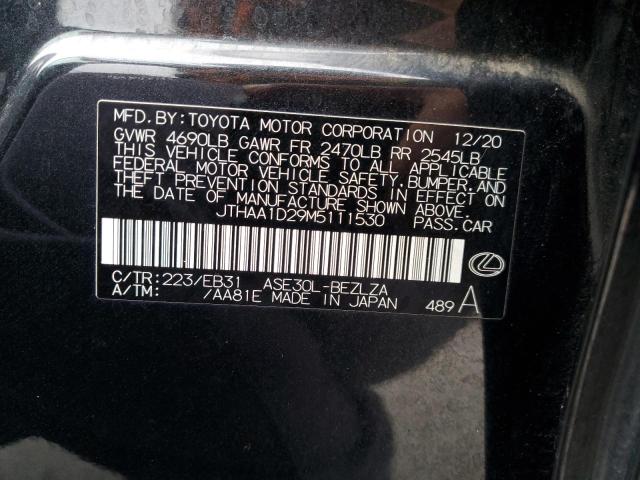 MFD. BY: TOYOTA MOTOR CORPORATION 12/20
GVWR 4690LB GAWR FR 2470LB RR 2545LB
THIS VEHICLE CONFORMS TO ALL APPLICABLE
FEDERAL MOTOR VEHICLE SAFETY, BUMPER, AND
THEFT PREVENTION STANDARDS IN EFFECT ON
THE DATE OF MANUFACTURE SHOWN ABOVE.
JTHAA1D29M5111530 PASS. CAR
C/TR: 223/EB31 ASE30L-BEZLZA
A/TM: /AA81E MADE IN JAPAN 489 A